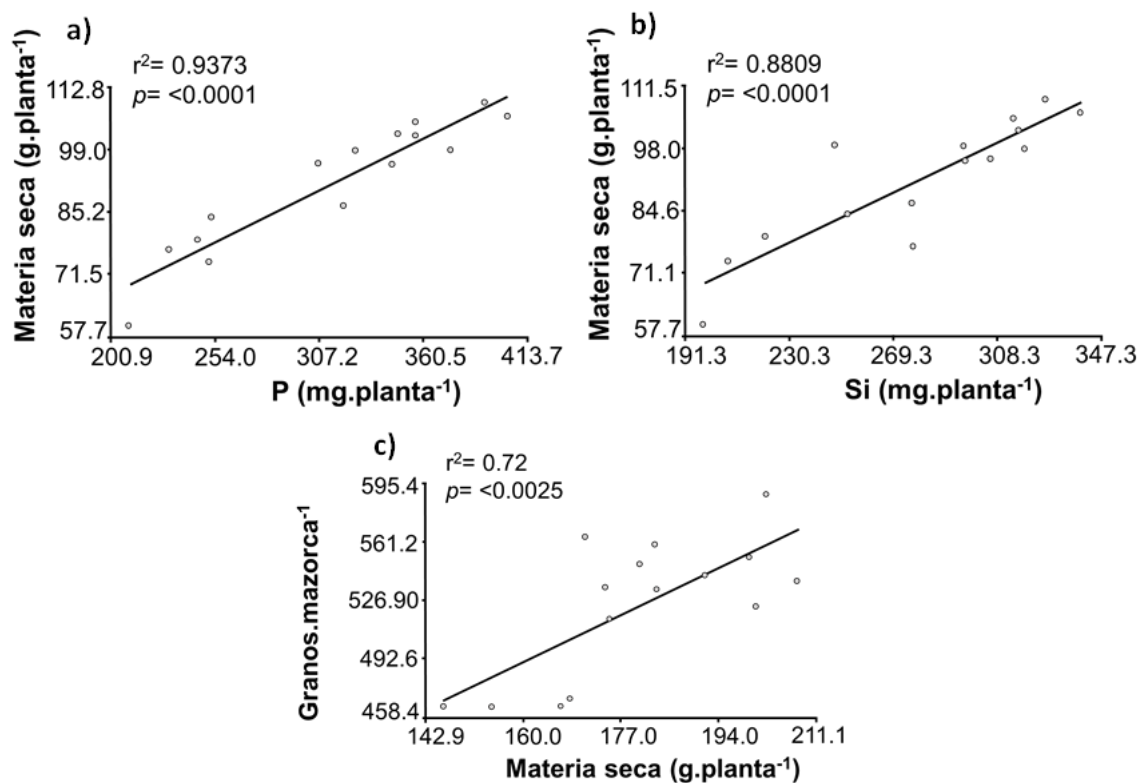 a)
r²= 0.9373
p= <0.0001
Materia seca (g.planta⁻¹)
112.8
99.0
85.2
71.5
57.7
200.9 254.0 307.2 360.5 413.7
P (mg.planta⁻¹)
b)
r²= 0.8809
p= <0.0001
Materia seca (g.planta⁻¹)
111.5
98.0
84.6
71.1
57.7
191.3 230.3 269.3 308.3 347.3
Si (mg.planta⁻¹)
c)
r²= 0.72
p= <0.0025
Granos.mazorca⁻¹
595.4
561.2
526.90
492.6
458.4
142.9 160.0 177.0 194.0 211.1
Materia seca (g.planta⁻¹)